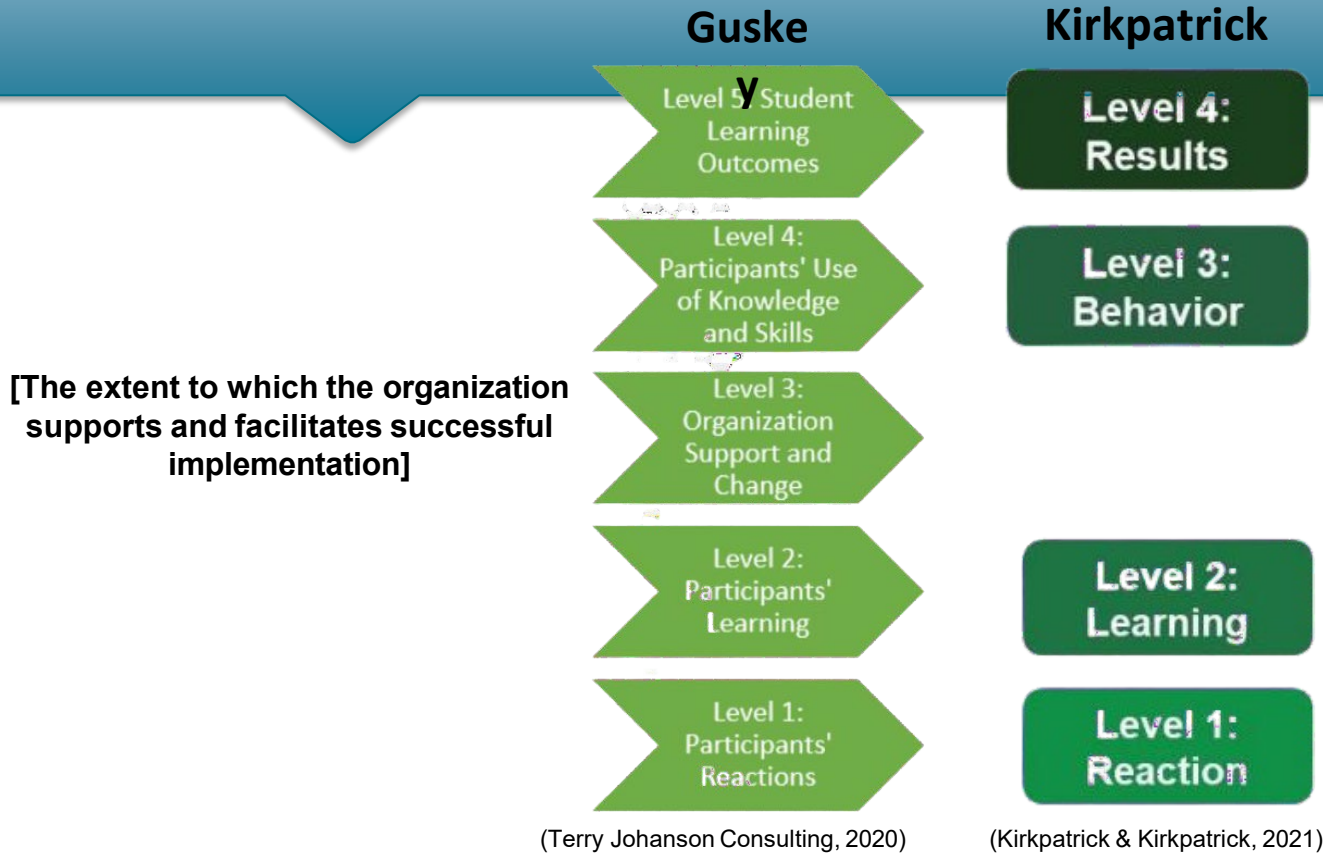 Guske
y
Kirkpatrick
Level 5: Student
Learning
Outcomes
Level 4:
Results
Level 4:
Participants' Use
of Knowledge
and Skills
Level 3:
Behavior
[The extent to which the organization
supports and facilitates successful
implementation]
Level 3:
Organization
Support and
Change
Level 2:
Participants'
Learning
Level 2:
Learning
Level 1:
Participants'
Reactions
Level 1:
Reaction
(Terry Johanson Consulting, 2020)
(Kirkpatrick & Kirkpatrick, 2021)